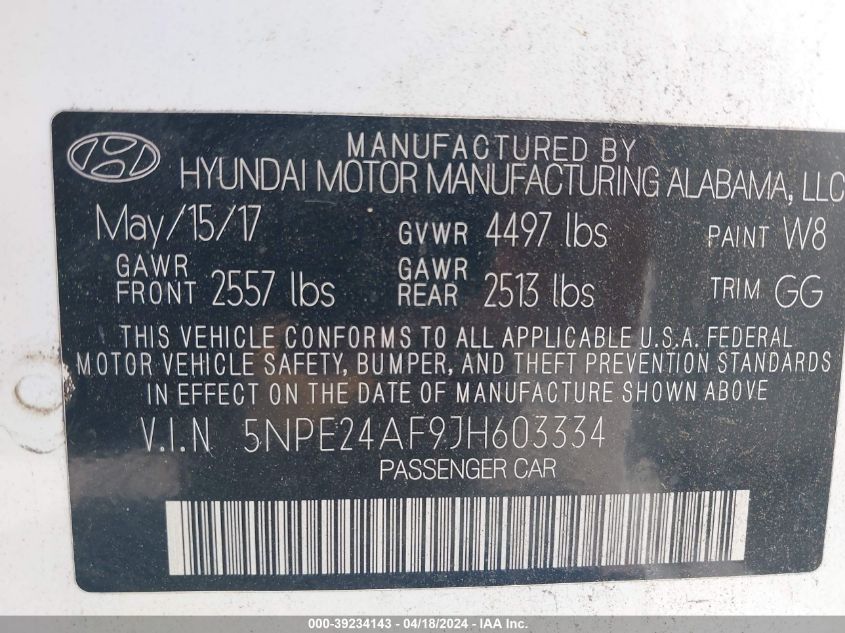 MANUFACTURED BY
HYUNDAI MOTOR MANUFACTURING ALABAMA, LLC
May/15/17 GVWR 4497 lbs PAINT W8
GAWR FRONT 2557 lbs GAWR REAR 2513 lbs TRIM GG
THIS VEHICLE CONFORMS TO ALL APPLICABLE U.S.A. FEDERAL
MOTOR VEHICLE SAFETY, BUMPER, AND THEFT PREVENTION STANDARDS
IN EFFECT ON THE DATE OF MANUFACTURE SHOWN ABOVE
V.I.N 5NPE24AF9JH603334
PASSENGER CAR
000-39234143 - 04/18/2024 - IAA Inc.